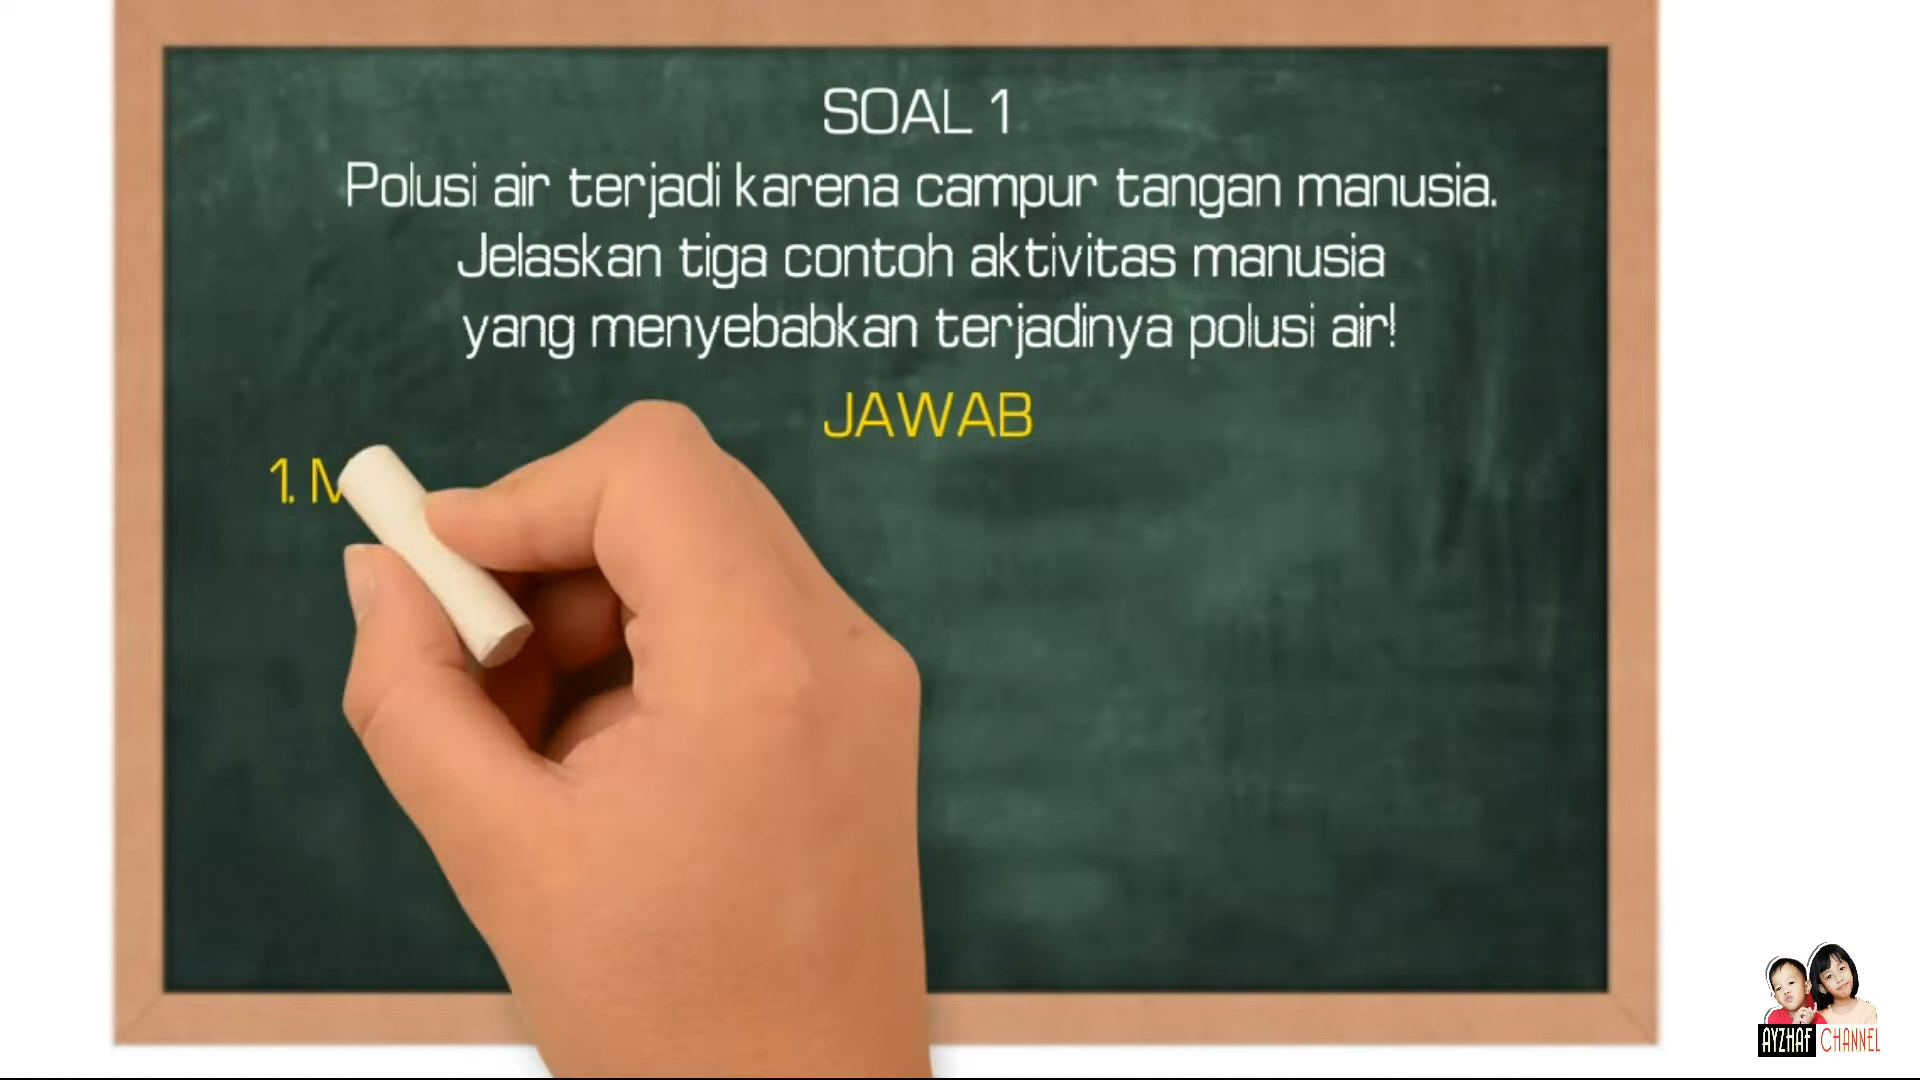 SOAL 1
Polusi air terjadi karena campur tangan manusia.
Jelaskan tiga contoh aktivitas manusia
yang menyebabkan terjadinya polusi air!
JAWAB
1. M
AYZHAF CHANNEL